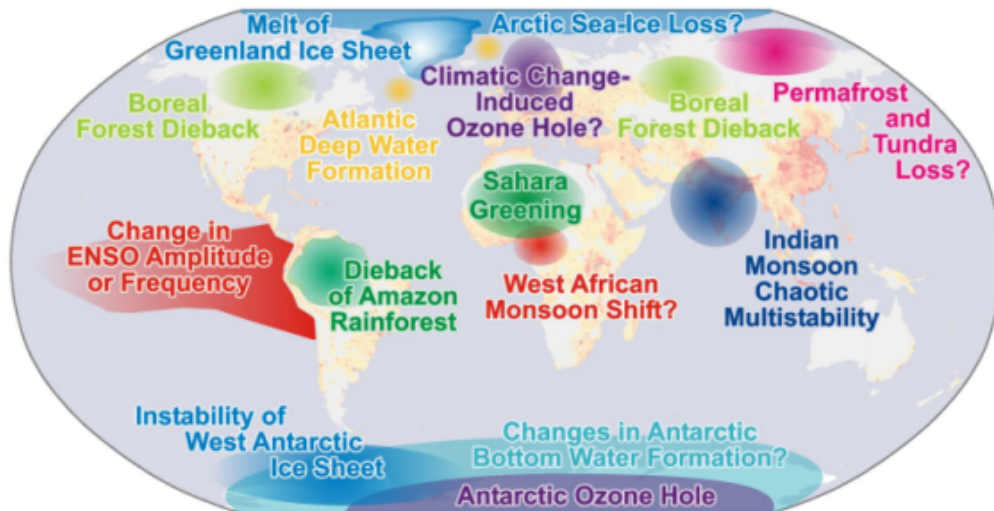 Melt of
Greenland Ice Sheet
Arctic Sea-Ice Loss?
Climatic Change-
Induced
Ozone Hole?
Boreal
Forest Dieback
Atlantic
Deep Water
Formation
Boreal
Forest Dieback
Permafrost
and
Tundra
Loss?
Sahara
Greening
Change in
ENSO Amplitude
or Frequency
Dieback
of Amazon
Rainforest
West African
Monsoon Shift?
Indian
Monsoon
Chaotic
Multistability
Instability of
West Antarctic
Ice Sheet
Changes in Antarctic
Bottom Water Formation?
Antarctic Ozone Hole